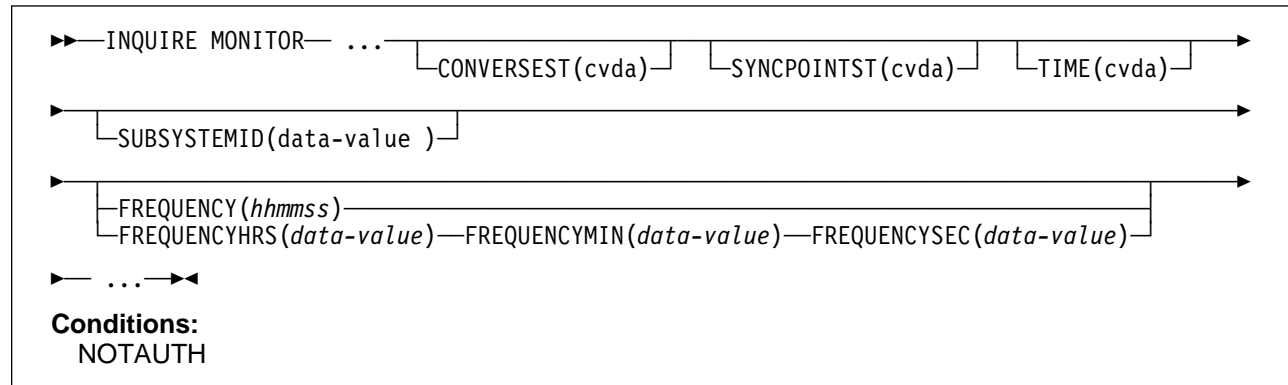 INQUIRE MONITOR ...
CONVERSEST(cvda) SYNCPOINTST(cvda) TIME(cvda)
SUBSYSTEMID(data-value )
FREQUENCY(hhmmss)
FREQUENCYHRS(data-value) FREQUENCYMIN(data-value) FREQUENCYSEC(data-value)
...
Conditions:
NOTAUTH